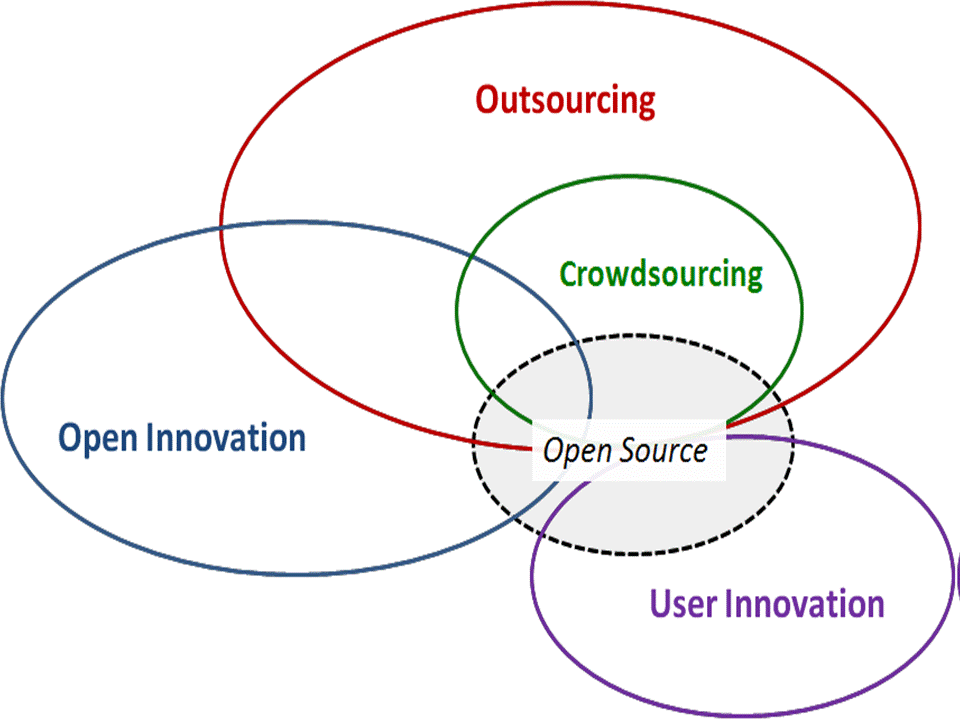 Outsourcing
Crowdsourcing
Open Innovation
Open Source
User Innovation